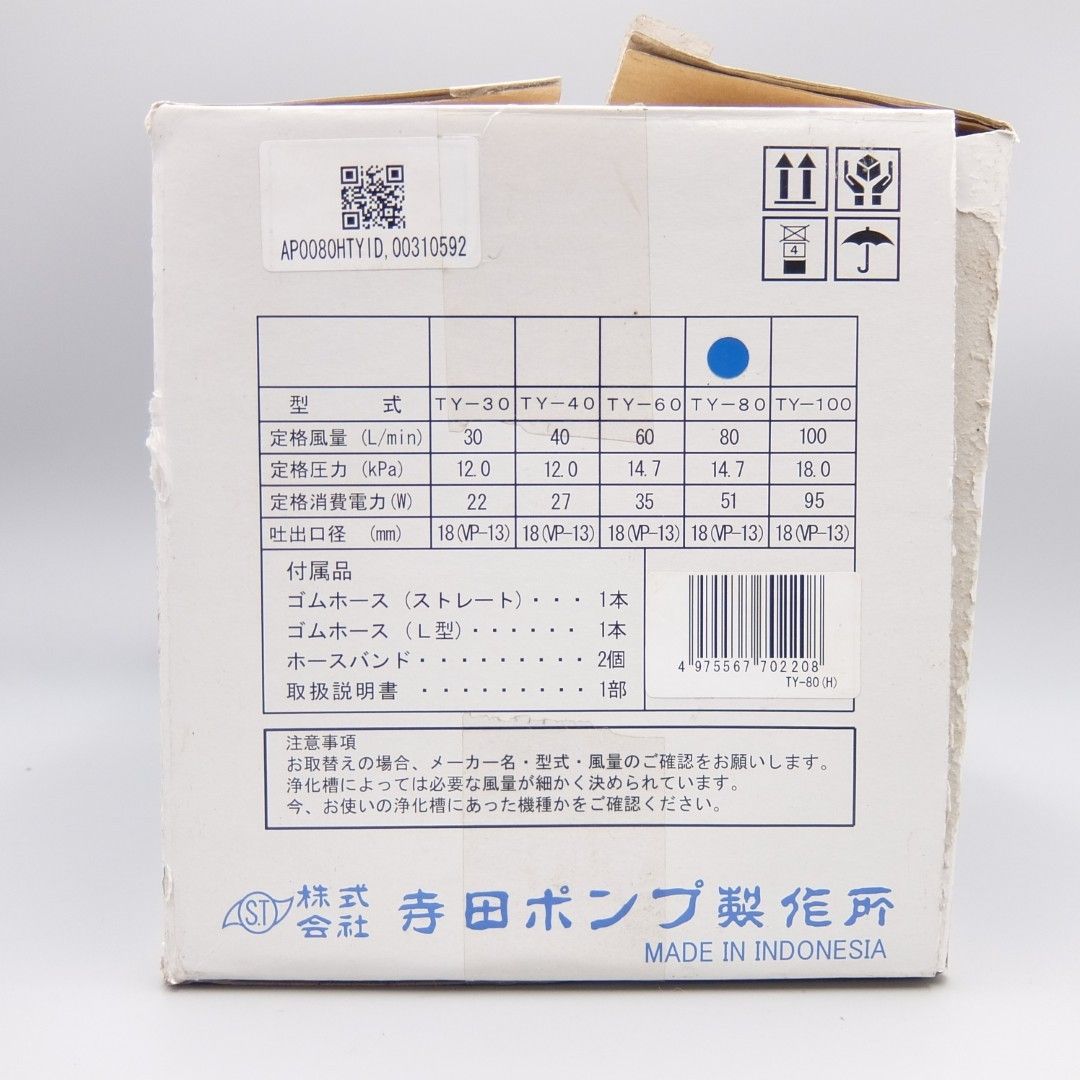 AP0080HTYID,00310592
4
型 式 TY-30 TY-40 TY-60 TY-80 TY-100
定格風量 (L/min) 30 40 60 80 100
定格圧力 (kPa) 12.0 12.0 14.7 14.7 18.0
定格消費電力(W) 22 27 35 51 95
吐出口径 (mm) 18(VP-13) 18(VP-13) 18(VP-13) 18(VP-13) 18(VP-13)
付属品
ゴムホース (ストレート)・・・ 1本
ゴムホース (L型)・・・・・・ 1本
ホースバンド・・・・・・・・・ 2個
取扱説明書 ・・・・・・・・・ 1部
4 975567 702208
TY-80(H)
注意事項
お取替えの場合、メーカー名・型式・風量のご確認をお願いします。
浄化槽によっては必要な風量が細かく決められています。
今、お使いの浄化槽にあった機種かをご確認ください。
S.T 株式会社 寺田ポンプ製作所
MADE IN INDONESIA